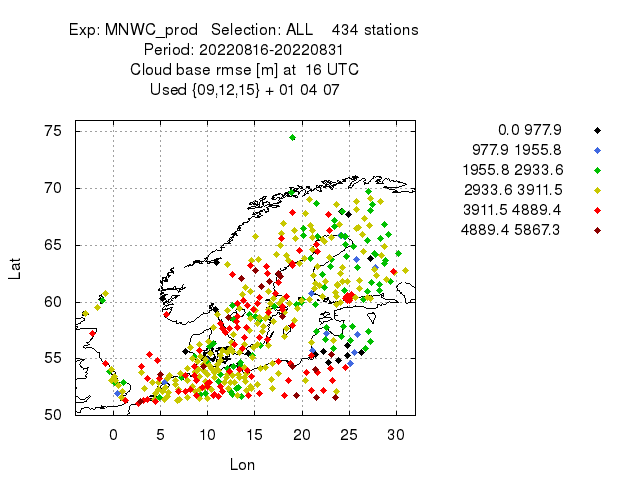 Exp: MNWC_prod   Selection: ALL    434 stations
Period: 20220816-20220831
Cloud base rmse [m] at  16 UTC
Used {09,12,15} + 01 04 07
0.0 977.9
977.9 1955.8
1955.8 2933.6
2933.6 3911.5
3911.5 4889.4
4889.4 5867.3
75
70
65
60
55
50
Lat
0 5 10 15 20 25 30
Lon